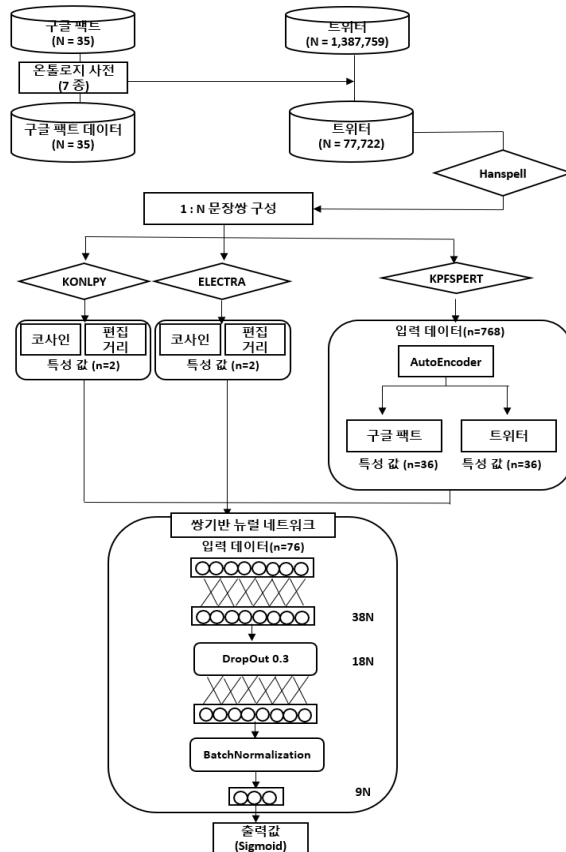 구글 팩트
(N = 35)
트위터
(N = 1,387,759)
온톨로지 사전
(7 종)
구글 팩트 데이터
(N = 35)
트위터
(N = 77,722)
Hanspell
1 : N 문장쌍 구성
KONLPY
ELECTRA
KPFSPERT
코사인
편집
거리
특성 값 (n=2)
코사인
편집
거리
특성 값 (n=2)
입력 데이터(n=768)
AutoEncoder
구글 팩트
트위터
특성 값 (n=36)
특성 값 (n=36)
쌍기반 뉴럴 네트워크
입력 데이터(n=76)
38N
DropOut 0.3
18N
BatchNormalization
9N
출력값
(Sigmoid)